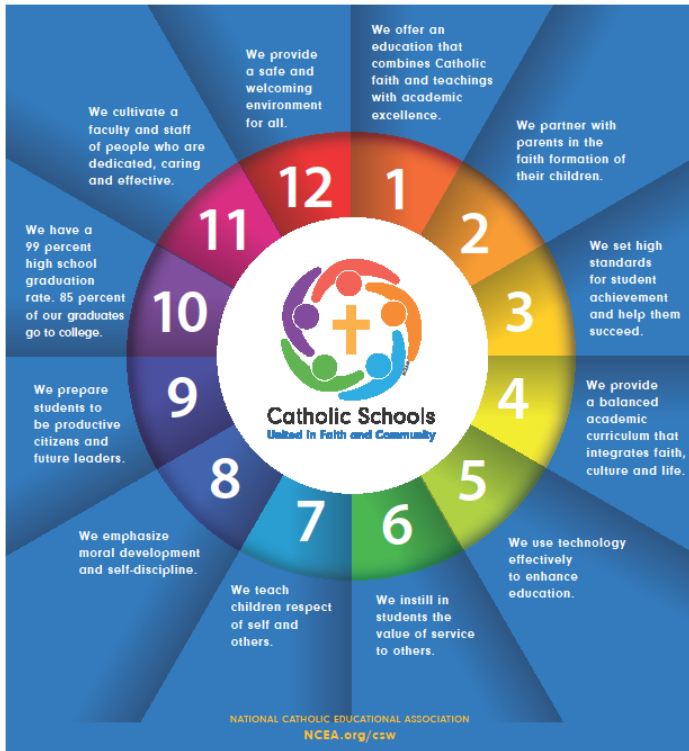 We offer an
education that
combines Catholic
faith and teachings
with academic
excellence.
We partner with
parents in the
faith formation of
their children.
We set high
standards
for student
achievement
and help them
succeed.
We provide
a balanced
academic
curriculum that
integrates faith,
culture and life.
We use technology
effectively
to enhance
education.
We instill in
students the
value of service
to others.
We teach
children respect
of self and
others.
We emphasize
moral development
and self-discipline.
We prepare
students to
be productive
citizens and
future leaders.
We have a
99 percent
high school
graduation
rate. 85 percent
of our graduates
go to college.
We cultivate a
faculty and staff
of people who are
dedicated, caring
and effective.
We provide
a safe and
welcoming
environment
for all.
1
2
3
4
5
6
7
8
9
10
11
12
Catholic Schools
United in Faith and Community
NATIONAL CATHOLIC EDUCATIONAL ASSOCIATION
NCEA.org/csw